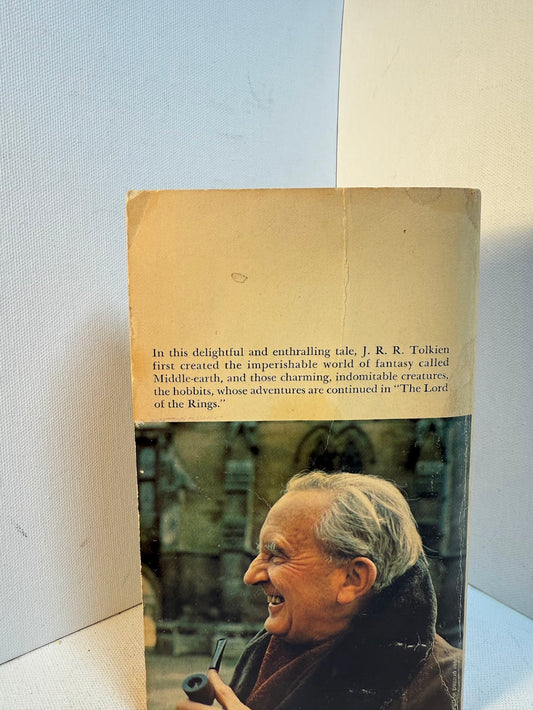 In this delightful and enthralling tale, J. R. R. Tolkien
first created the imperishable world of fantasy called
Middle-earth, and those charming, indomitable creatures,
the hobbits, whose adventures are continued in “The Lord
of the Rings.”